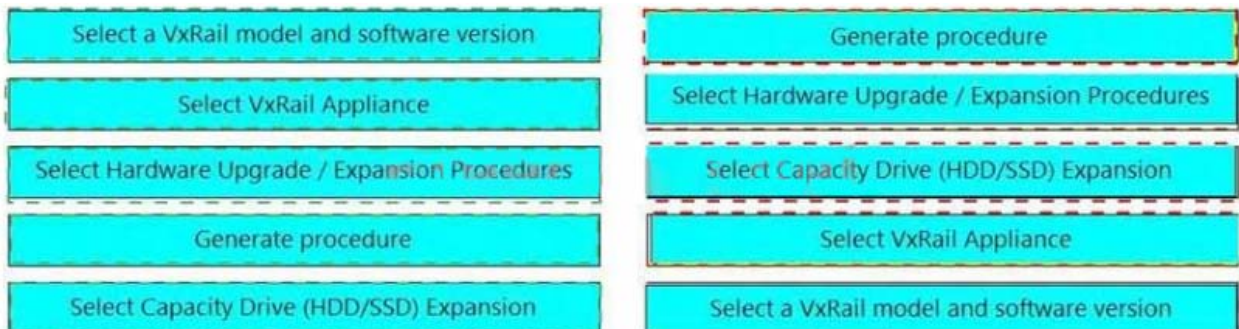 Select a VxRail model and software version
Select VxRail Appliance
Select Hardware Upgrade / Expansion Procedures
Generate procedure
Select Capacity Drive (HDD/SSD) Expansion
Generate procedure
Select Hardware Upgrade / Expansion Procedures
Select Capacity Drive (HDD/SSD) Expansion
Select VxRail Appliance
Select a VxRail model and software version